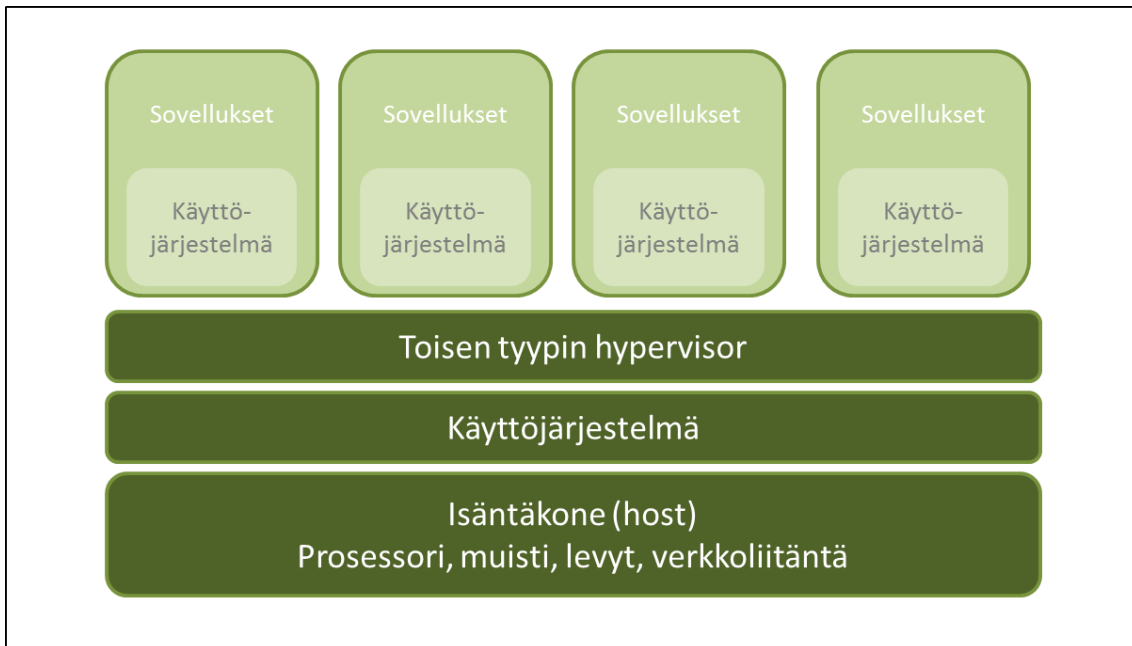 Sovellukset
Käyttö-
järjestelmä
Sovellukset
Käyttö-
järjestelmä
Sovellukset
Käyttö-
järjestelmä
Sovellukset
Käyttö-
järjestelmä
Toisen tyypin hypervisor
Käyttöjärjestelmä
Isäntäkone (host)
Prosessori, muisti, levyt, verkkoliitäntä